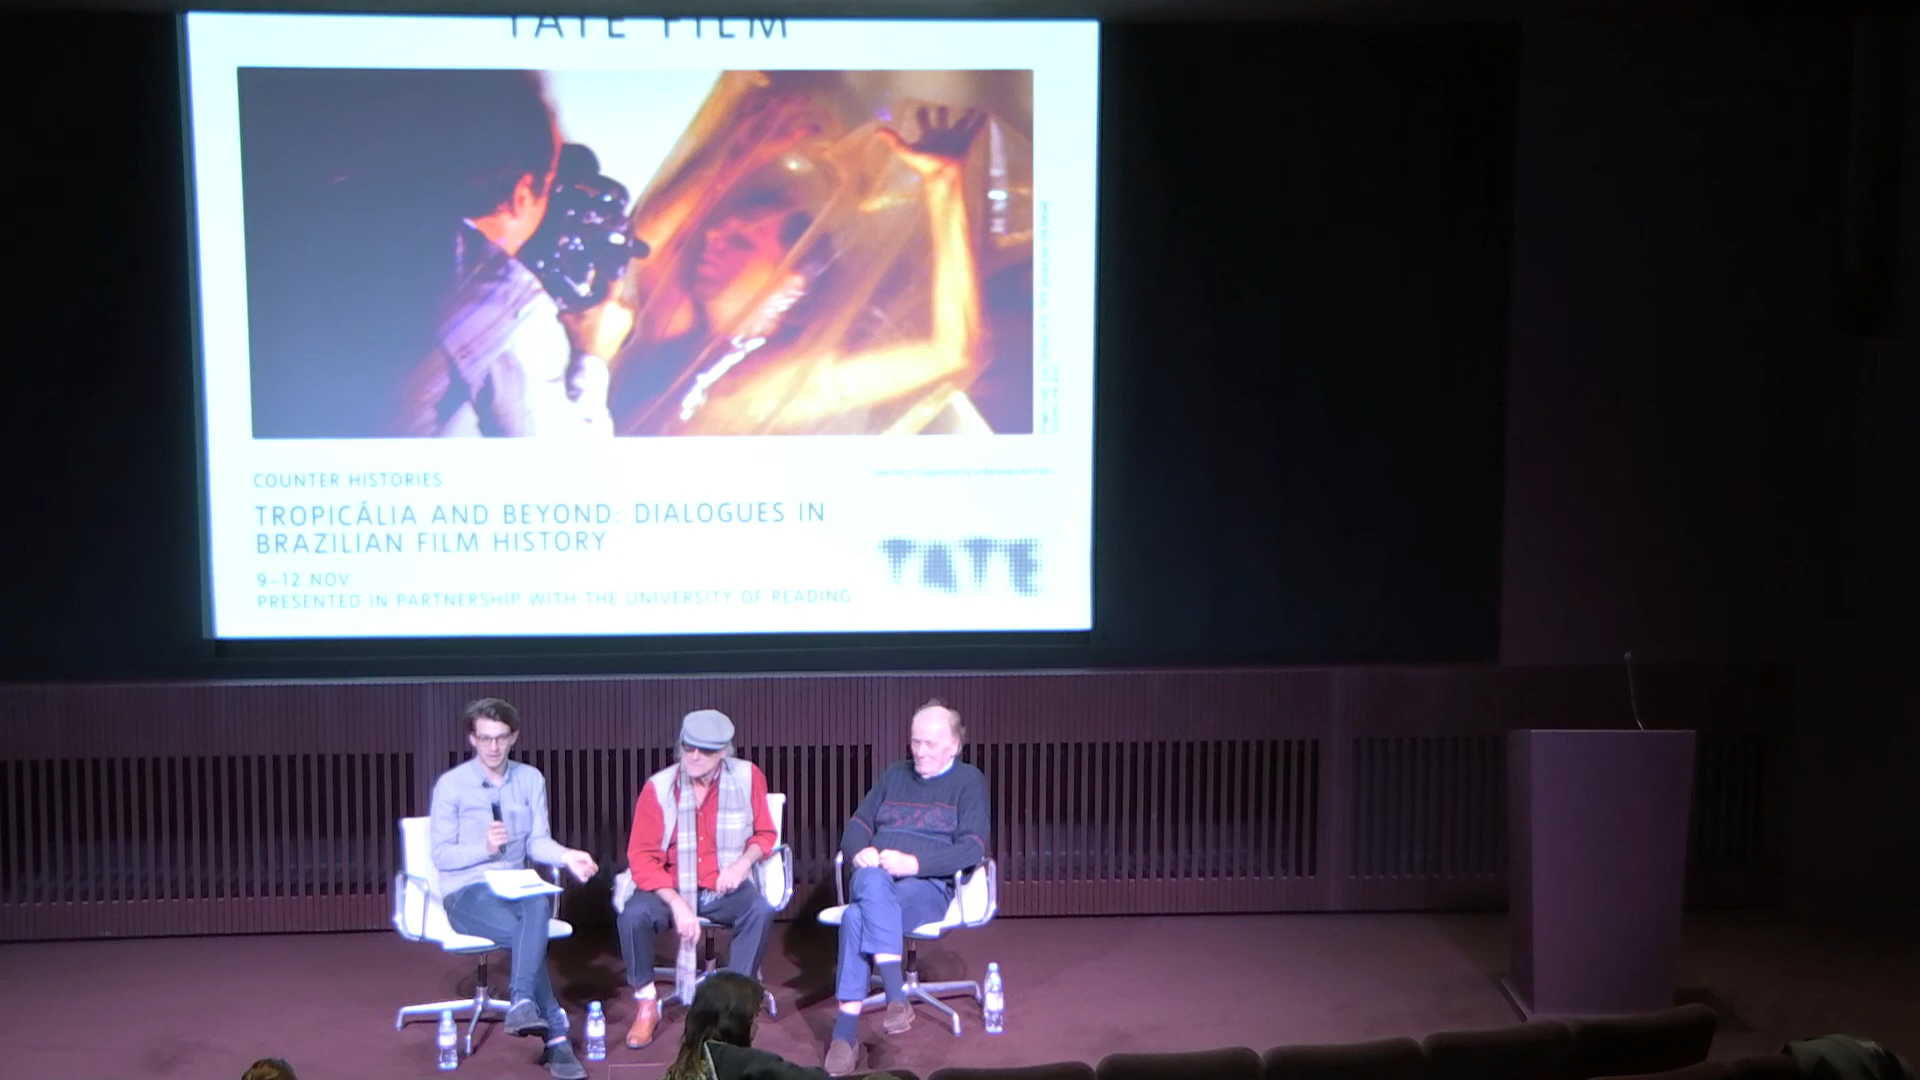 TATE FILM
COUNTER HISTORIES
TROPICÁLIA AND BEYOND: DIALOGUES IN
BRAZILIAN FILM HISTORY
9–12 NOV
PRESENTED IN PARTNERSHIP WITH THE UNIVERSITY OF READING
TATE